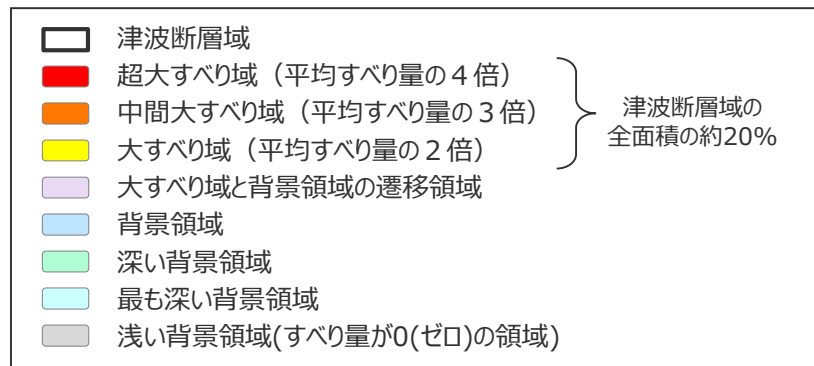 津波断層域
超大すべり域（平均すべり量の４倍）
中間大すべり域（平均すべり量の３倍）
大すべり域（平均すべり量の２倍）
津波断層域の
全面積の約20%
大すべり域と背景領域の遷移領域
背景領域
深い背景領域
最も深い背景領域
浅い背景領域(すべり量が0(ゼロ)の領域)